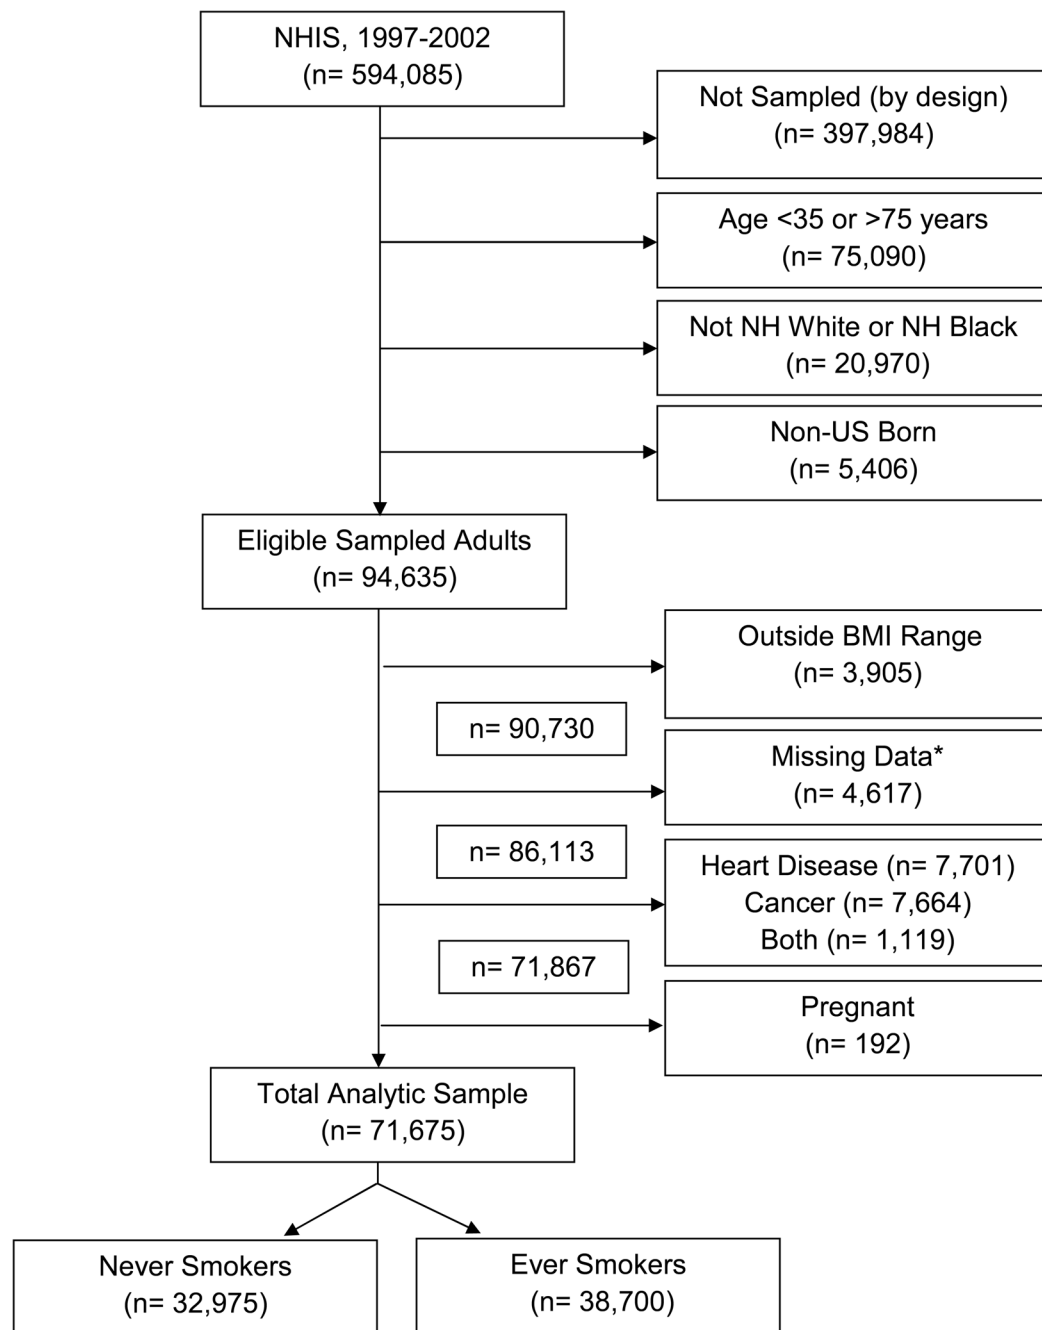 NHIS, 1997-2002
(n= 594,085)
Not Sampled (by design)
(n= 397,984)
Age <35 or >75 years
(n= 75,090)
Not NH White or NH Black
(n= 20,970)
Non-US Born
(n= 5,406)
Eligible Sampled Adults
(n= 94,635)
Outside BMI Range
(n= 3,905)
n= 90,730
Missing Data*
(n= 4,617)
n= 86,113
Heart Disease (n= 7,701)
Cancer (n= 7,664)
Both (n= 1,119)
n= 71,867
Pregnant
(n= 192)
Total Analytic Sample
(n= 71,675)
Never Smokers
(n= 32,975)
Ever Smokers
(n= 38,700)